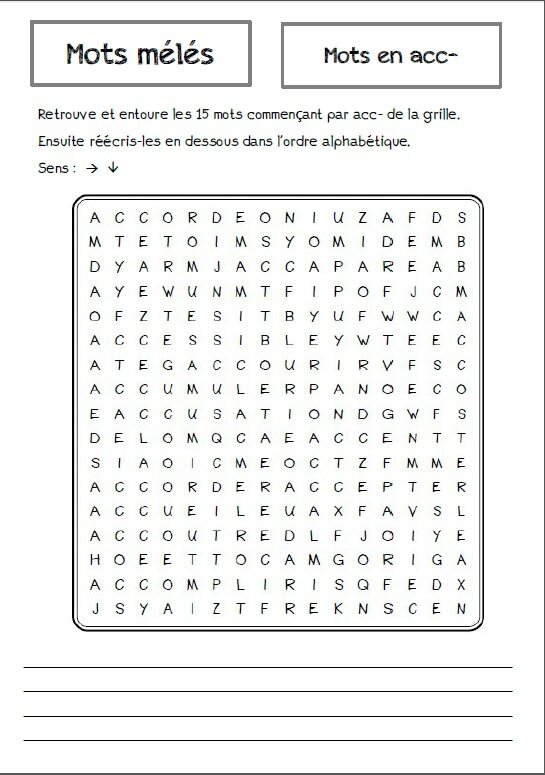 Mots mélés
Mots en acc-
Retrouve et entoure les 15 mots commençant par acc- de la grille.
Ensuite réécris-les en dessous dans l'ordre alphabétique.
Sens : → ↓
A C C O R D E O N I U Z A F D S
M T E T O I M S Y O M I D E M B
D Y A R M J A C C A P A R E A B
A Y E W U N M T F I P O F J C M
O F Z T E S I T B Y U F W W C A
A C C E S S I B L E Y W T E E C
A T E G A C C O U R I R V F S C
A C C U M U L E R P A N O E C O
E A C C U S A T I O N D G W F S
D E L O M Q C A E A C C E N T T
S I A O I C M E O C T Z F M M E
A C C O R D E R A C C E P T E R
A C C U E I L E U A X F A V S L
A C C O U T R E D L F J O I Y E
H O E E T T O C A M G O R I G A
A C C O M P L I R I S Q F E D X
J S Y A I Z T F R E K N S C E N